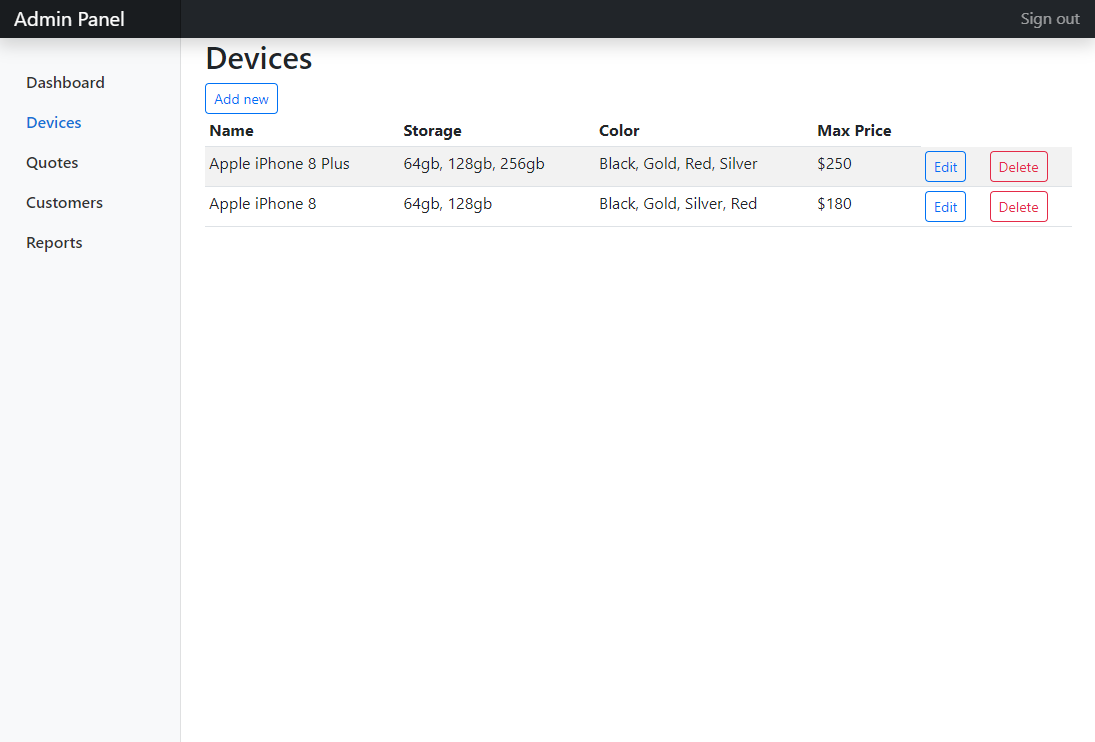 Admin Panel Sign out
Dashboard
Devices
Quotes
Customers
Reports
Devices
Add new
Name Storage Color Max Price
Apple iPhone 8 Plus 64gb, 128gb, 256gb Black, Gold, Red, Silver $250 Edit Delete
Apple iPhone 8 64gb, 128gb Black, Gold, Silver, Red $180 Edit Delete